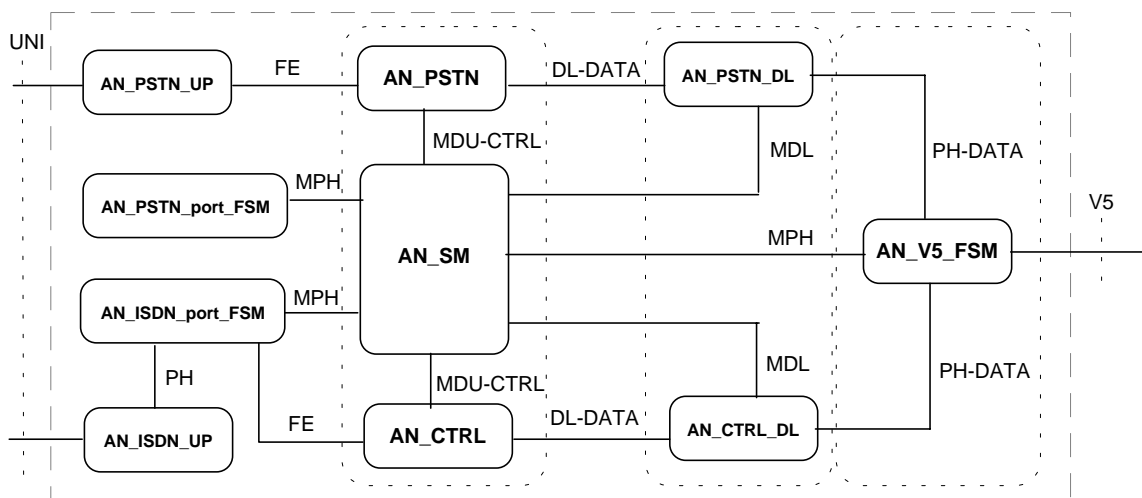 UNI
AN_PSTN_UP
FE
AN_PSTN
DL-DATA
AN_PSTN_DL
MDU-CTRL
MDL
PH-DATA
AN_PSTN_port_FSM
MPH
AN_SM
MPH
AN_V5_FSM
V5
AN_ISDN_port_FSM
MPH
PH
MDU-CTRL
MDL
PH-DATA
AN_ISDN_UP
FE
AN_CTRL
DL-DATA
AN_CTRL_DL